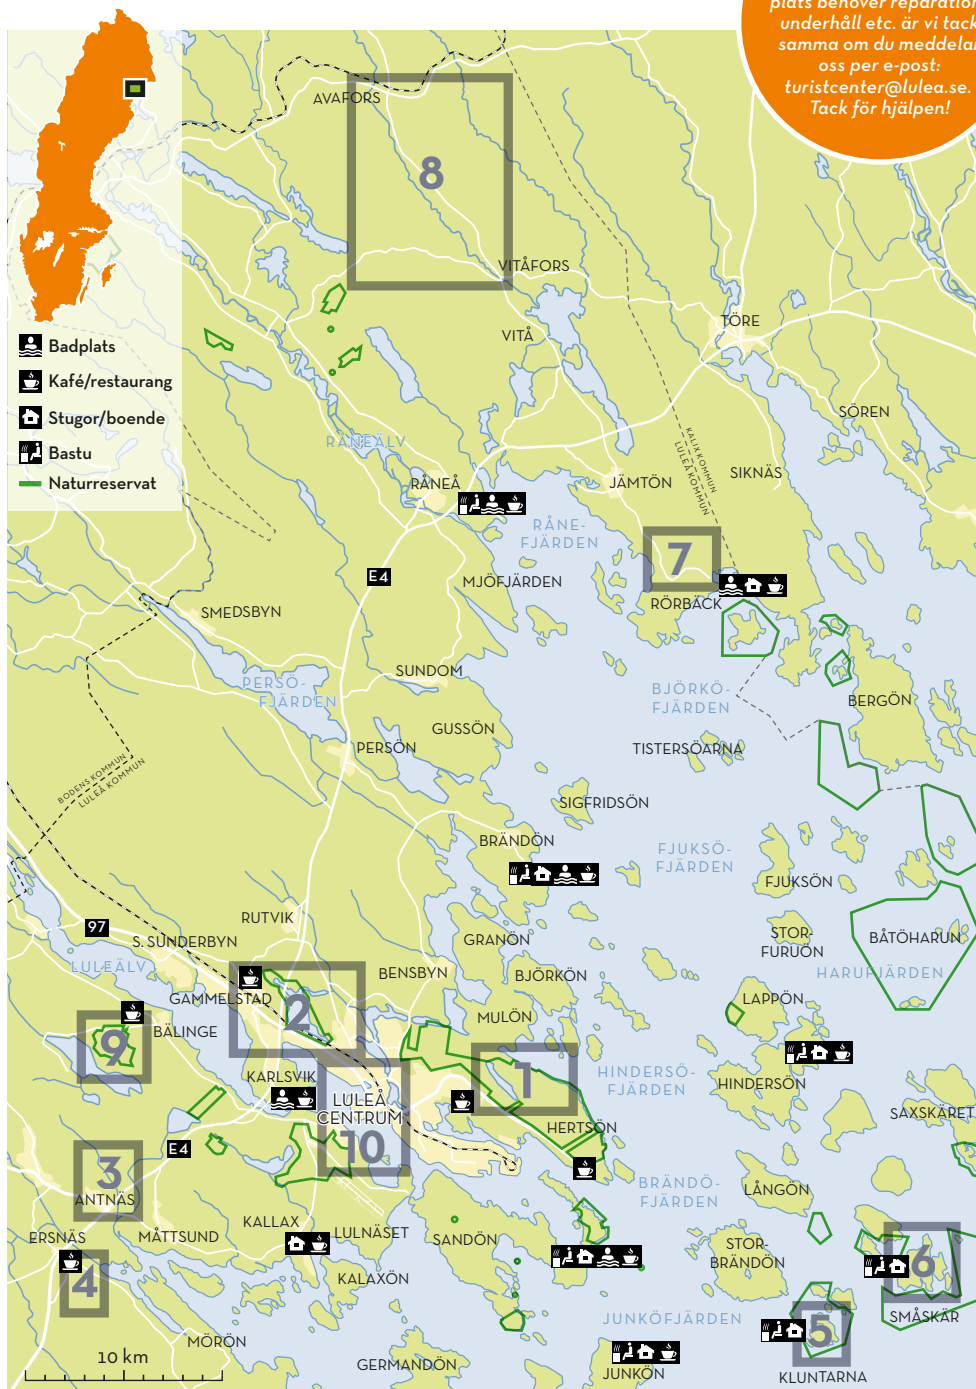 plats behöver reparation
underhåll etc. är vi tack
samma om du meddelar
oss per e-post:
turistcenter@lulea.se.
Tack för hjälpen!
AVAFORS
8
VITÅFORS
VITÅ
TÖRE
Badplats
Kafé/restaurang
Stugor/boende
Bastu
Naturreservat
SÖREN
RÅNEÄLV
KALIX KOMMUN
LULEÅ KOMMUN
RÅNEÅ
JÄMTÖN
SIKNÄS
RÅNE-
FJÄRDEN
7
E4
MJÖFJÄRDEN
RÖRBÄCK
SMEDSBYN
SUNDOM
PERSÖ-
FJÄRDEN
BJÖRKÖ-
FJÄRDEN
BERGÖN
GUSSÖN
PERSÖN
TISTERSÖARNA
BODENS KOMMUN
LULEÅ KOMMUN
SIGFRIDSÖN
BRÄNDÖN
FJUKSÖ-
FJÄRDEN
FJUKSÖN
RUTVIK
97
S. SUNDERBYN
GRANÖN
STOR-
FURUÖN
BÅTÖHARUN
LULEÄLV
BENSBYN
BJÖRKÖN
HARUFJÄRDEN
GAMMELSTAD
2
LAPPÖN
MULÖN
BÄLINGE
9
KARLSVIK
1
HINDERSÖ-
FJÄRDEN
HINDERSÖN
LULEÅ
CENTRUM
10
HERTSÖN
SAXSKÄRET
E4
3
ANTNÄS
BRÄNDÖ-
FJÄRDEN
LÅNGÖN
KALLAX
ERSNÄS
MÅTTSUND
LULNÄSET
SANDÖN
STOR-
BRÄNDÖN
6
4
KALAXÖN
JUNKÖFJÄRDEN
SMÅSKÄR
5
MÖRÖN
10 km
GERMANDÖN
JUNKÖN
KLUNTARNA